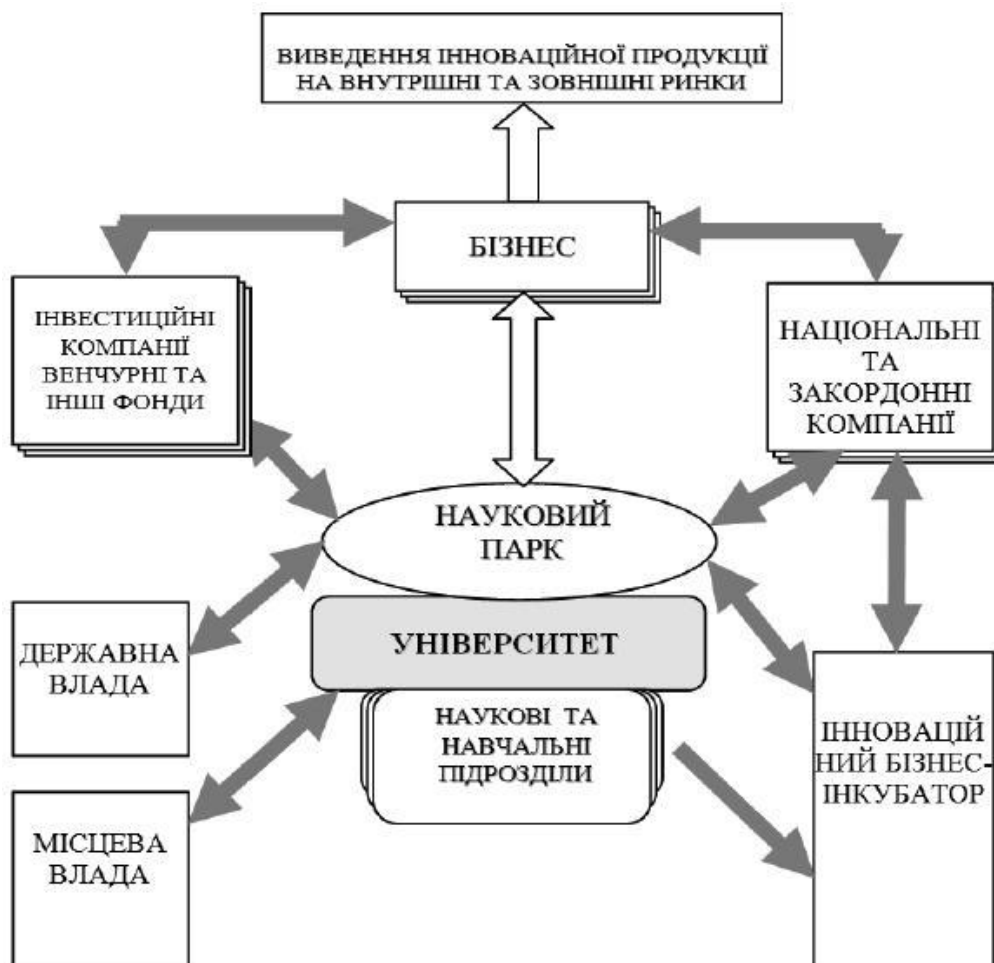 ВИВЕДЕННЯ ІННОВАЦІЙНОЇ ПРОДУКЦІЇ
НА ВНУТРІШНІ ТА ЗОВНІШНІ РИНКИ
БІЗНЕС
ІНВЕСТИЦІЙНІ
КОМПАНІЇ
ВЕНЧУРНІ ТА
ІНШІ ФОНДИ
НАЦІОНАЛЬНІ
ТА
ЗАКОРДОННІ
КОМПАНІЇ
НАУКОВИЙ
ПАРК
УНІВЕРСИТЕТ
НАУКОВІ ТА
НАВЧАЛЬНІ
ПІДРОЗДІЛИ
ДЕРЖАВНА
ВЛАДА
МІСЦЕВА
ВЛАДА
ІННОВАЦІЙ
НИЙ БІЗНЕС-
ІНКУБАТОР